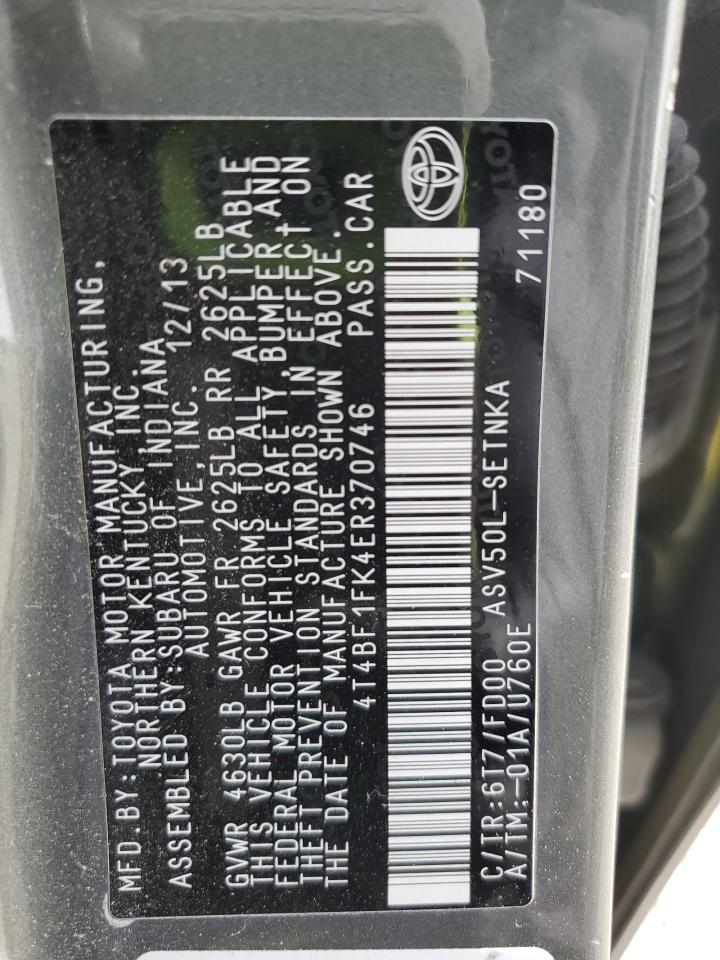 MFD.BY:TOYOTA MOTOR MANUFACTURING,
NORTHERN KENTUCKY INC.
ASSEMBLED BY:SUBARU OF INDIANA
AUTOMOTIVE,INC. 12/13
GVWR 4630LB GAWR FR 2625LB RR 2625LB
THIS VEHICLE CONFORMS TO ALL APPLICABLE
FEDERAL MOTOR VEHICLE SAFETY,BUMPER,AND
THEFT PREVENTION STANDARDS IN EFFECT ON
THE DATE OF MANUFACTURE SHOWN ABOVE.
4T4BF1FK4ER370746 PASS.CAR
C/TR:6T7/FD00 ASV50L-SETNKA 71180
A/TM:-01A/U760E